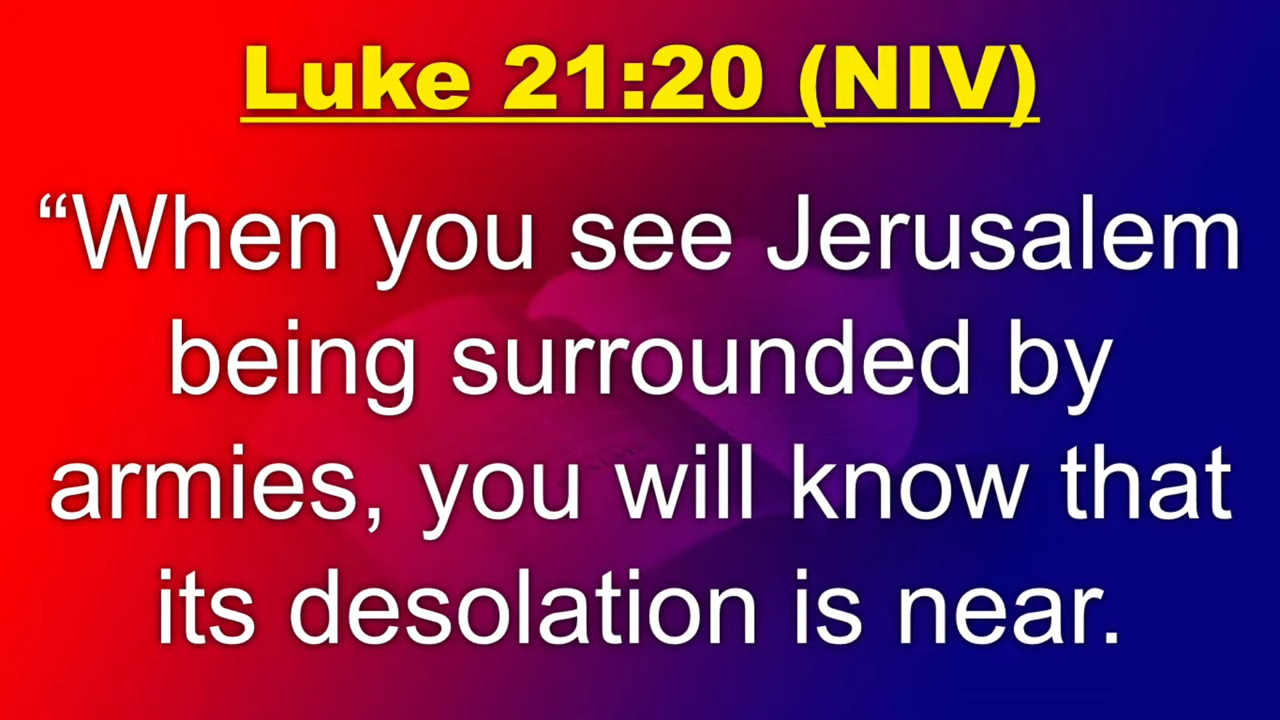 Luke 21:20 (NIV)
“When you see Jerusalem
being surrounded by
armies, you will know that
its desolation is near.